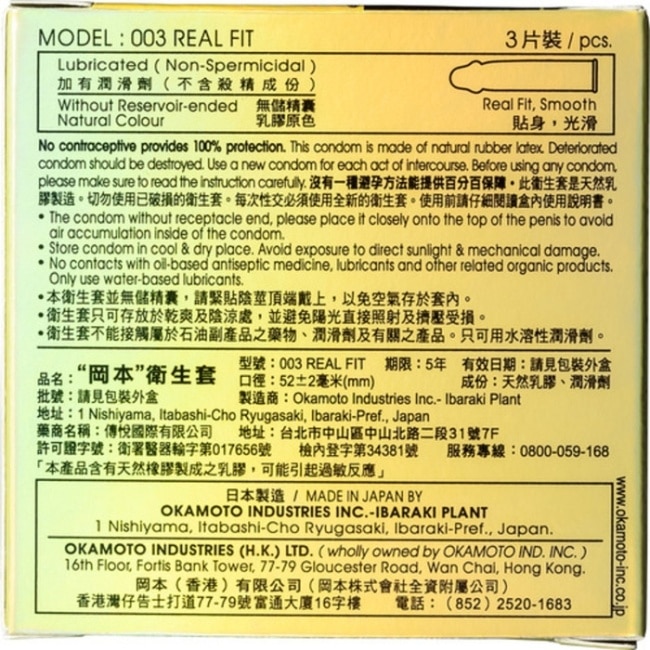 MODEL : 003 REAL FIT 3片裝 / pcs.
Lubricated ( Non-Spermicidal )
加有潤滑劑 ( 不含殺精成份 )
Without Reservoir-ended 無儲精囊
Natural Colour 乳膠原色
Real Fit, Smooth
貼身，光滑
No contraceptive provides 100% protection. This condom is made of natural rubber latex. Deteriorated
condom should be destroyed. Use a new condom for each act of intercourse. Before using any condom,
please make sure to read the instruction carefully. 沒有一種避孕方法能提供百分百保障。此衛生套是天然乳
膠製造。切勿使用已破損的衛生套。每次性交必須使用全新的衛生套。使用前請仔細閱讀盒內使用說明書。
• The condom without receptacle end, please place it closely onto the top of the penis to avoid
air accumulation inside of the condom.
• Store condom in cool & dry place. Avoid exposure to direct sunlight & mechanical damage.
• No contacts with oil-based antiseptic medicine, lubricants and other related organic products.
Only use water-based lubricants.
•本衛生套並無儲精囊，請緊貼陰莖頂端戴上，以免空氣存於套內。
•衛生套只可存放於乾爽及陰涼處，並避免陽光直接照射及擠壓受損。
•衛生套不能接觸屬於石油副產品之藥物、潤滑劑及有關之產品。只可用水溶性潤滑劑。
品名："岡本"衛生套 型號：003 REAL FIT 期限：5年 有效日期：請見包裝外盒
口徑：52±2毫米(mm) 成份：天然乳膠、潤滑劑
批號：請見包裝外盒 製造商：Okamoto Industries Inc.- Ibaraki Plant
地址：1 Nishiyama, Itabashi-Cho Ryugasaki, Ibaraki-Pref., Japan
藥商名稱：傳悅國際有限公司 地址：台北市中山區中山北路二段31號7F
許可證字號：衛署醫器輸字第017656號 檢內登字第34381號 服務專線：0800-059-168
「本產品含有天然橡膠製成之乳膠，可能引起過敏反應」
日本製造 / MADE IN JAPAN BY
OKAMOTO INDUSTRIES INC.-IBARAKI PLANT
1 Nishiyama, Itabashi-Cho Ryugasaki, Ibaraki-Pref., Japan.
OKAMOTO INDUSTRIES (H.K.) LTD. ( wholly owned by OKAMOTO IND. INC. )
16th Floor, Fortis Bank Tower, 77-79 Gloucester Road, Wan Chai, Hong Kong.
岡本（香港）有限公司（岡本株式會社全資附屬公司）
香港灣仔告士打道77-79號富通大廈16字樓 電話：（852）2520-1683
www.okamoto-inc.co.jp